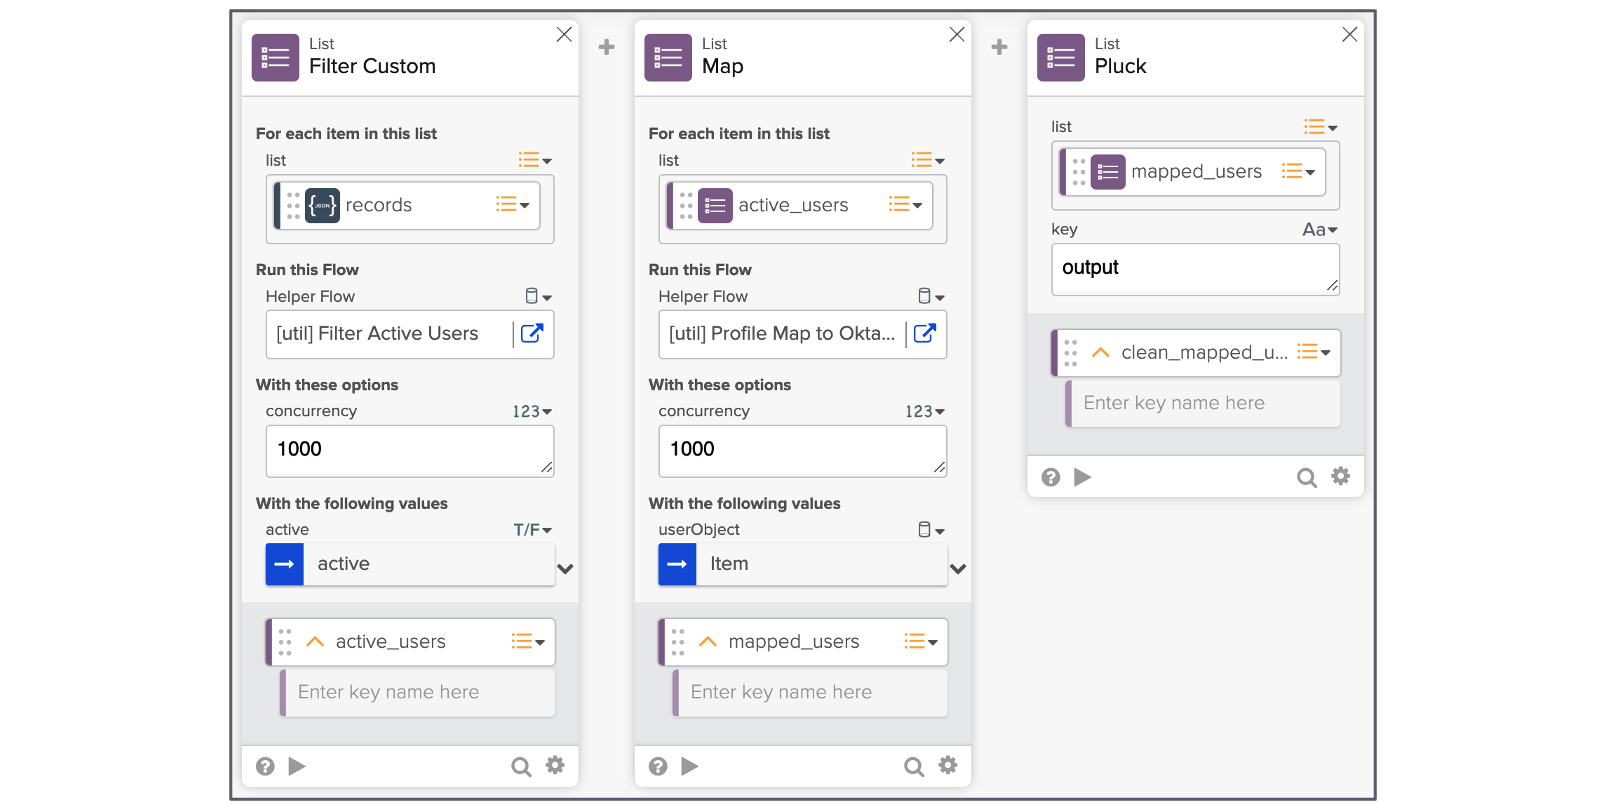 List
Filter Custom
For each item in this list
list
{JSON} records
Run this Flow
Helper Flow
[util] Filter Active Users
With these options
concurrency 123
1000
With the following values
active T/F
active
active_users
Enter key name here
?
+
List
Map
For each item in this list
list
active_users
Run this Flow
Helper Flow
[util] Profile Map to Okta...
With these options
concurrency 123
1000
With the following values
userObject
Item
mapped_users
Enter key name here
?
+
List
Pluck
list
mapped_users
key Aa
output
clean_mapped_u...
Enter key name here
?